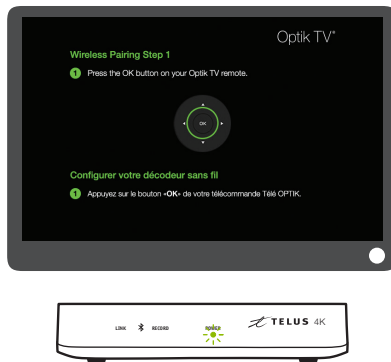 Optik TV®
Wireless Pairing Step 1
1 Press the OK button on your Optik TV remote.
OK
Configurer votre décodeur sans fil
1 Appuyez sur le bouton «OK» de votre télécommande Télé OPTIK.
LINK RECORD POWER TELUS 4K